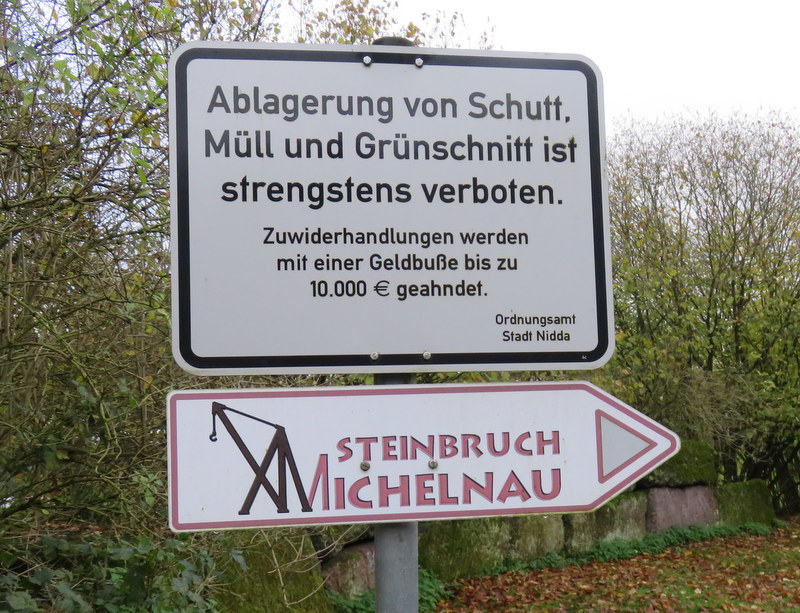 Ablagerung von Schutt,
Müll und Grünschnitt ist
strengstens verboten.
Zuwiderhandlungen werden
mit einer Geldbuße bis zu
10.000 € geahndet.
Ordnungsamt
Stadt Nidda
STEINBRUCH
MICHELNAU